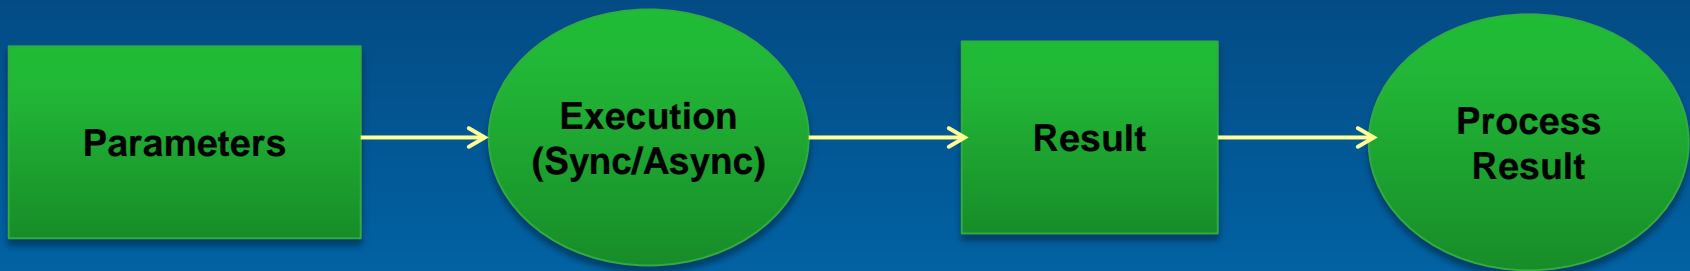 Parameters
Execution
(Sync/Async)
Result
Process
Result